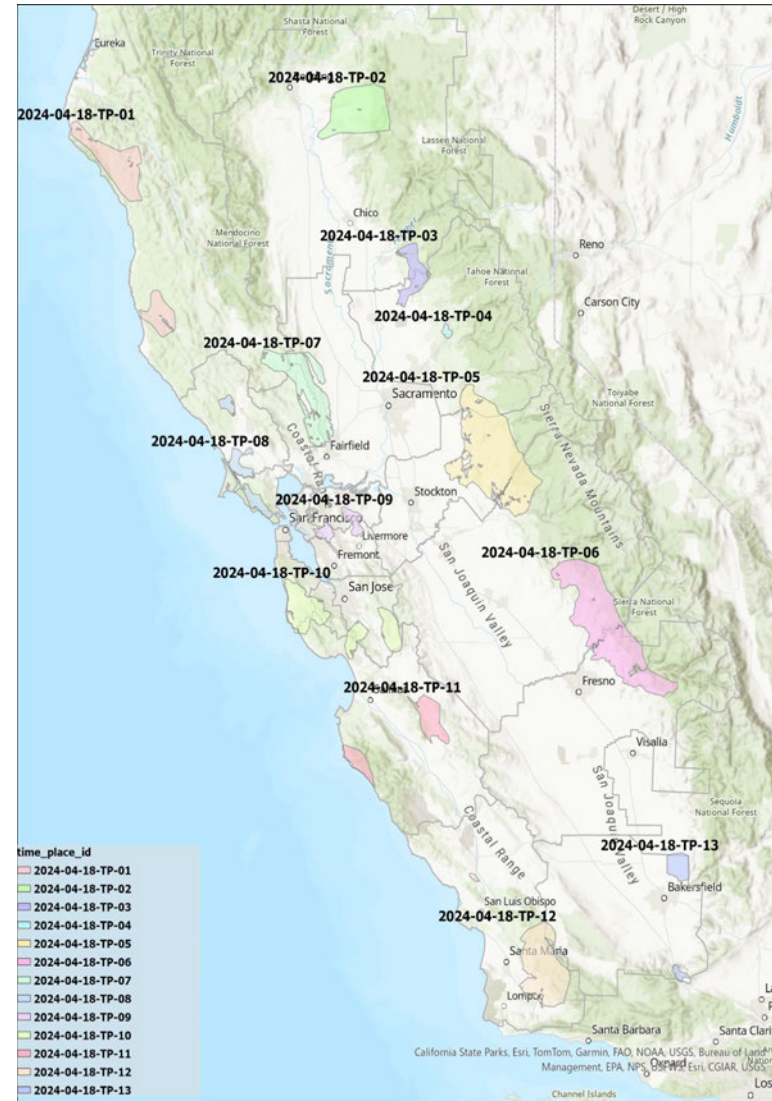 Desert / High
Rock Canyon
Shasta National
Forest
Eureka
Trinity National
Forest
2024-04-18-TP-02
Humboldt
2024-04-18-TP-01
Lassen National
Forest
Chico
Mendocino
National Forest
2024-04-18-TP-03
Reno
Tahoe National
Forest
Carson City
2024-04-18-TP-04
2024-04-18-TP-07
2024-04-18-TP-05
Sacramento
Toiyabe
National Forest
Sierra Nevada Mountains
2024-04-18-TP-08
Fairfield
2024-04-18-TP-09
Stockton
San Francisco
Livermore
Fremont
2024-04-18-TP-06
2024-04-18-TP-10
San Jose
San Joaquin Valley
Sierra National
Forest
2024-04-18-TP-11
Fresno
Visalia
San Joaquin Valley
Sequoia
National Forest
Coastal Range
2024-04-18-TP-13
Bakersfield
San Luis Obispo
2024-04-18-TP-12
Santa Maria
Lompoc
Santa Barbara
Santa Clari
California State Parks, Esri, TomTom, Garmin, FAO, NOAA, USGS, Bureau of Land
Management, EPA, NPS, USFWS, Esri, CGIAR, USGS
Oxnard
Los
Channel Islands
time_place_id
2024-04-18-TP-01
2024-04-18-TP-02
2024-04-18-TP-03
2024-04-18-TP-04
2024-04-18-TP-05
2024-04-18-TP-06
2024-04-18-TP-07
2024-04-18-TP-08
2024-04-18-TP-09
2024-04-18-TP-10
2024-04-18-TP-11
2024-04-18-TP-12
2024-04-18-TP-13